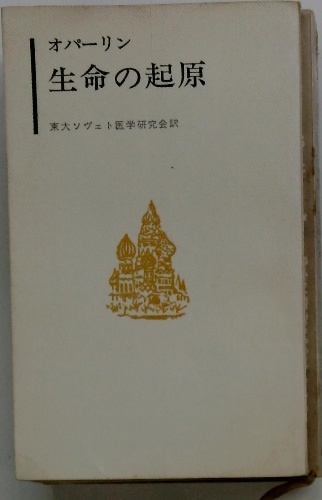 オパーリン
生命の起原
東大ソヴェト医学研究会訳